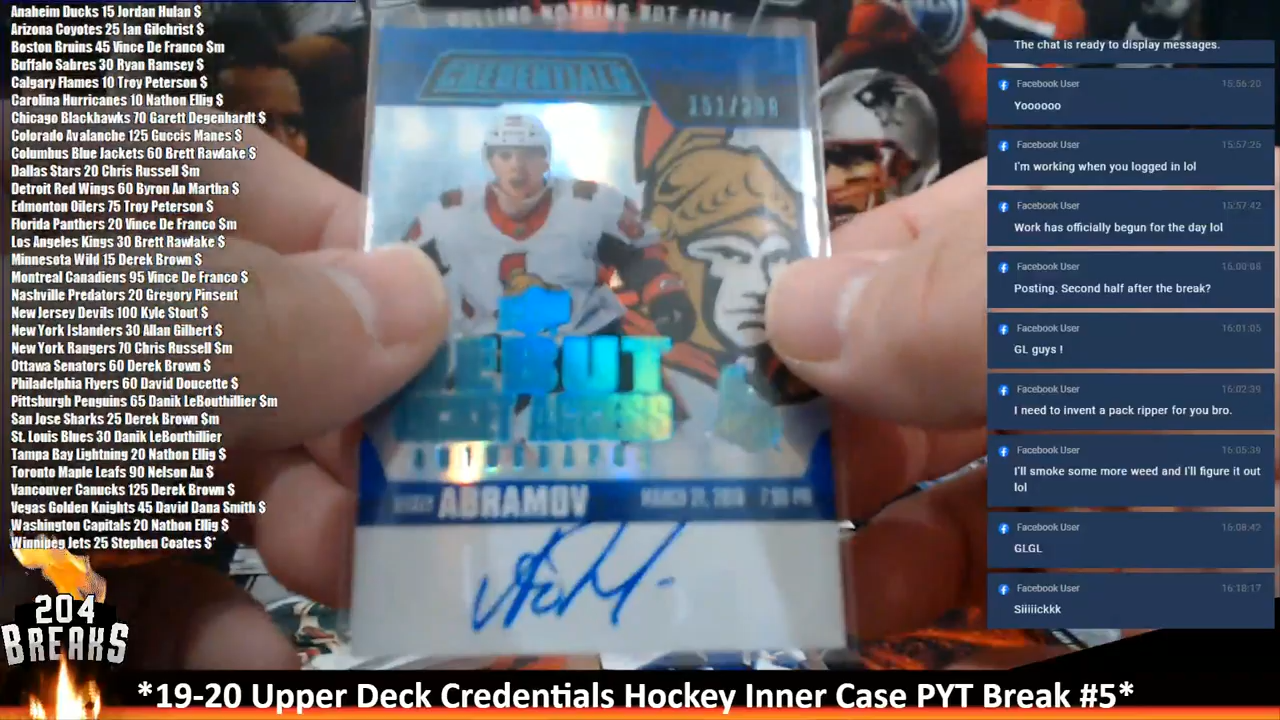 Anaheim Ducks 15 Jordan Hulan $
Arizona Coyotes 25 Ian Gilchrist $
Boston Bruins 45 Vince De Franco $m
Buffalo Sabres 30 Ryan Ramsey $
Calgary Flames 10 Troy Peterson $
Carolina Hurricanes 10 Nathon Ellig $
Chicago Blackhawks 70 Garett Degenhardt $
Colorado Avalanche 125 Guccis Manes $
Columbus Blue Jackets 60 Brett Rawlake $
Dallas Stars 20 Chris Russell $m
Detroit Red Wings 60 Byron An Martha $
Edmonton Oilers 75 Troy Peterson $
Florida Panthers 20 Vince De Franco $m
Los Angeles Kings 30 Brett Rawlake $
Minnesota Wild 15 Derek Brown $
Montreal Canadiens 95 Vince De Franco $
Nashville Predators 20 Gregory Pinsent
New Jersey Devils 100 Kyle Stout $
New York Islanders 30 Allan Gilbert $
New York Rangers 70 Chris Russell $m
Ottawa Senators 60 Derek Brown $
Philadelphia Flyers 60 David Doucette $
Pittsburgh Penguins 65 Danik LeBouthillier $m
San Jose Sharks 25 Derek Brown $m
St. Louis Blues 30 Danik LeBouthillier
Tampa Bay Lightning 20 Nathon Ellig $
Toronto Maple Leafs 90 Nelson Au $
Vancouver Canucks 125 Derek Brown $
Vegas Golden Knights 45 David Dana Smith $
Washington Capitals 20 Nathon Ellig $
Winnipeg Jets 25 Stephen Coates $*
204
BREAKS
PULLING NOTHING BUT FIRE
CREDENTIALS
DEBUT
TICKET ACCESS
AUTOGRAPH
ABRAMOV
The chat is ready to display messages.
Facebook User 15:56:20
Yoooooo
Facebook User 15:57:25
I'm working when you logged in lol
Facebook User 15:57:42
Work has officially begun for the day lol
Facebook User 16:00:08
Posting. Second half after the break?
Facebook User 16:01:05
GL guys !
Facebook User 16:02:39
I need to invent a pack ripper for you bro.
Facebook User 16:05:39
I'll smoke some more weed and I'll figure it out
lol
Facebook User 16:08:42
GLGL
Facebook User 16:18:17
Siiiiickkk
*19-20 Upper Deck Credentials Hockey Inner Case PYT Break #5*